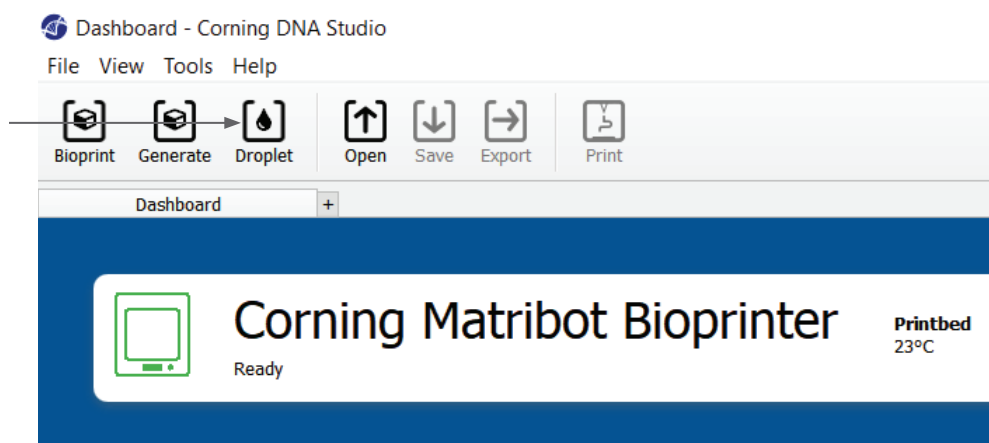 Dashboard - Corning DNA Studio
File View Tools Help
Bioprint Generate Droplet Open Save Export Print
Dashboard +
Corning Matribot Bioprinter
Ready
Printbed
23°C